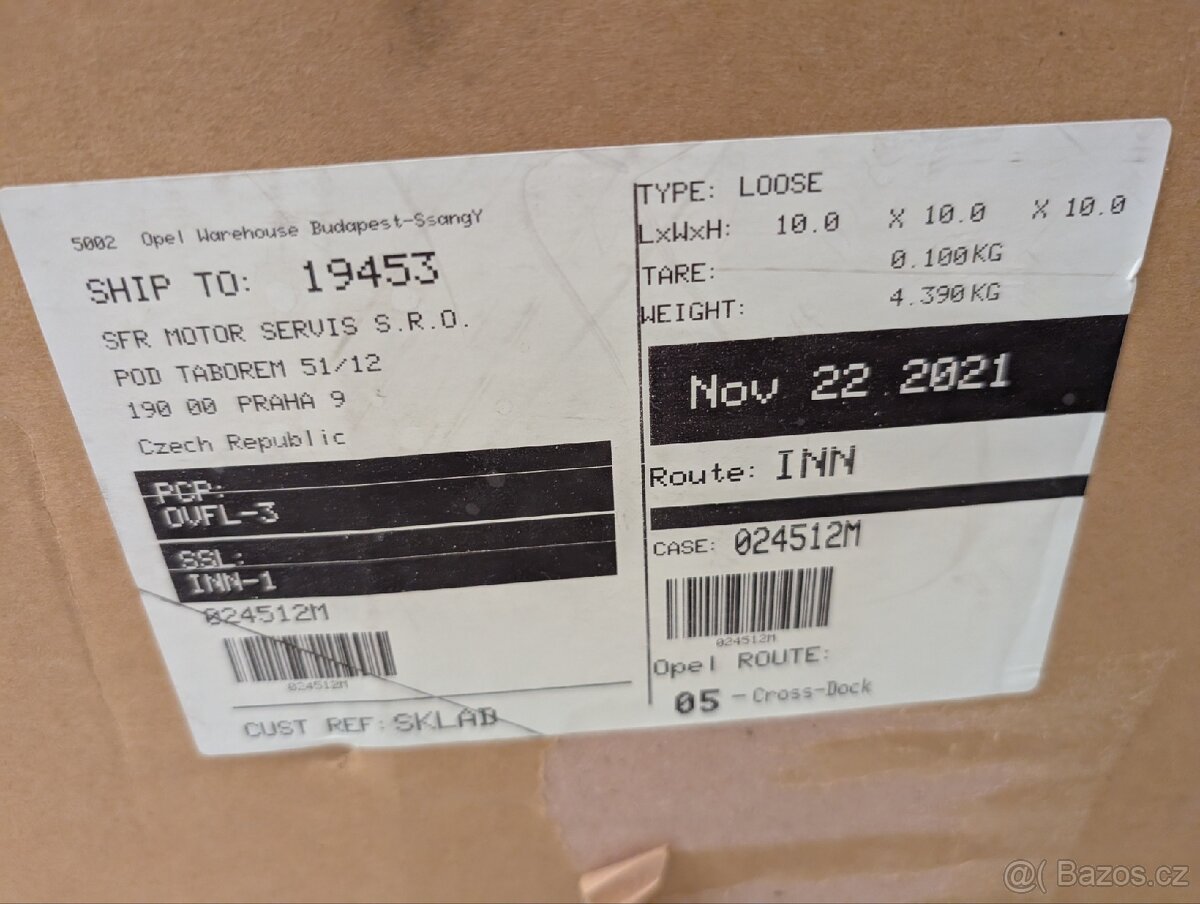 5002 Opel Warehouse Budapest-SsangY
SHIP TO: 19453
SFR MOTOR SERVIS S.R.O.
POD TABOREM 51/12
190 00 PRAHA 9
Czech Republic
PCP:
OVFL-3
SSL:
INN-1
024512M
024512M
CUST REF: SKLAD
TYPE: LOOSE
LxWxH: 10.0 X 10.0 X 10.0
TARE: 0.100KG
WEIGHT: 4.390KG
Nov 22 2021
Route: INN
CASE: 024512M
024512M
Opel ROUTE:
05 - Cross-Dock
@( Bazos.cz